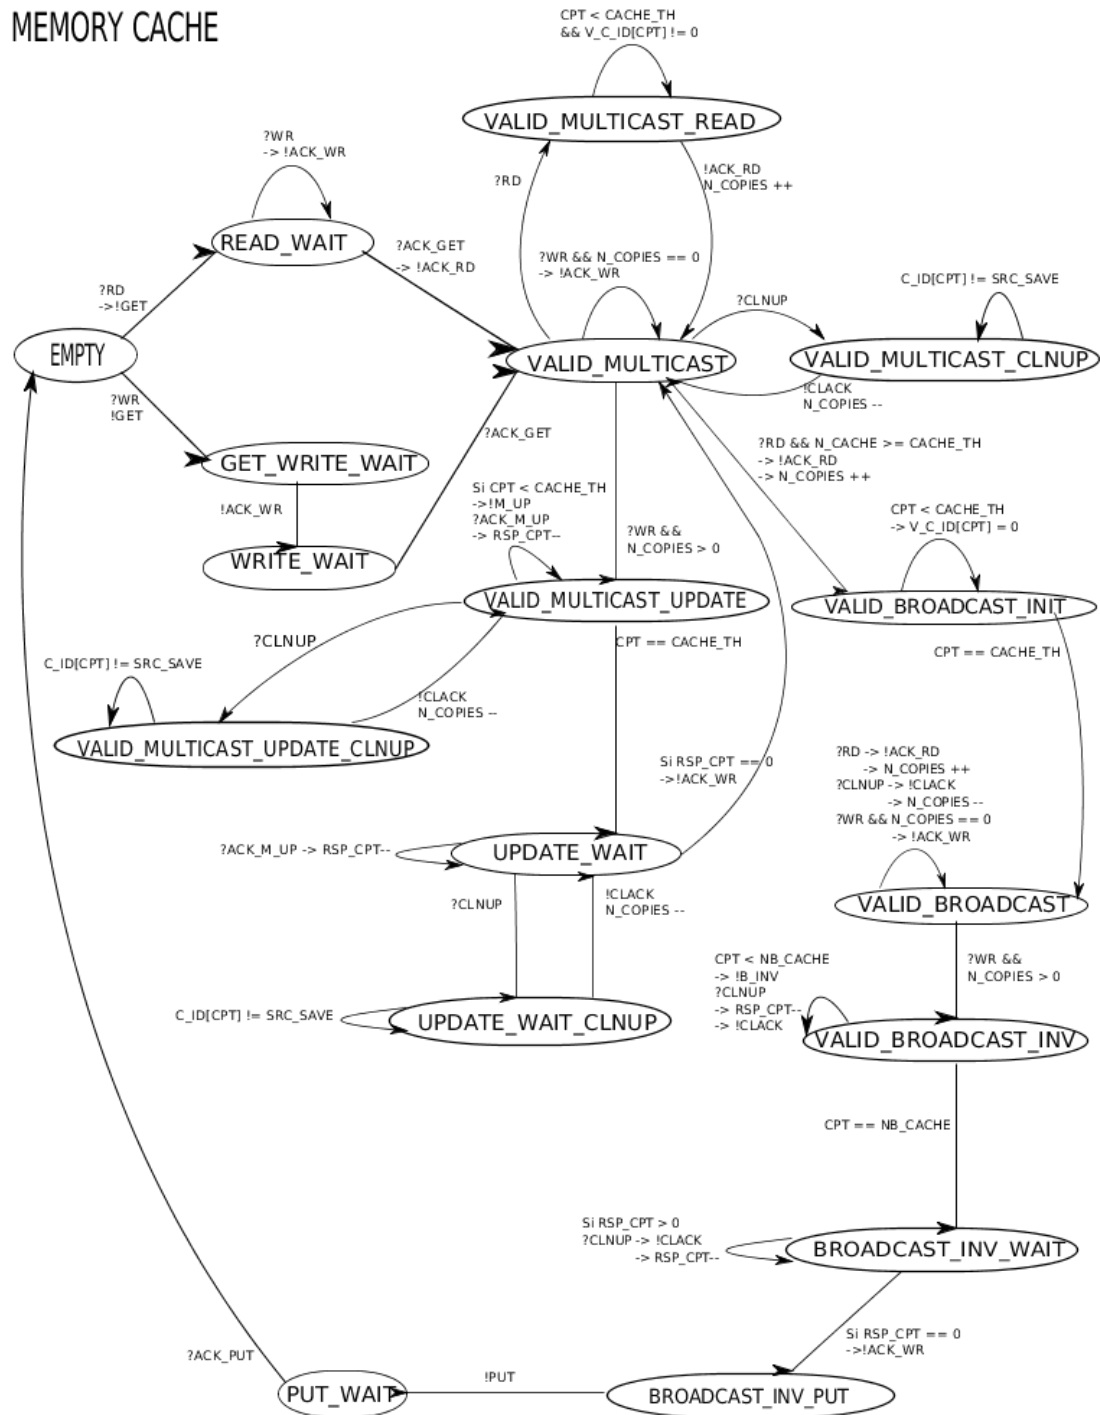 MEMORY CACHE
CPT < CACHE_TH
&& V_C_ID[CPT] != 0
VALID_MULTICAST_READ
?WR
-> !ACK_WR
?RD
!ACK_RD
N_COPIES ++
READ_WAIT
?ACK_GET
-> !ACK_RD
?WR && N_COPIES == 0
-> !ACK_WR
?CLNUP
C_ID[CPT] != SRC_SAVE
?RD
->!GET
EMPTY
VALID_MULTICAST
VALID_MULTICAST_CLNUP
!CLACK
N_COPIES --
?WR
!GET
?ACK_GET
?RD && N_CACHE >= CACHE_TH
-> !ACK_RD
-> N_COPIES ++
GET_WRITE_WAIT
!ACK_WR
Si CPT < CACHE_TH
->!M_UP
?ACK_M_UP
-> RSP_CPT--
?WR &&
N_COPIES > 0
CPT < CACHE_TH
-> V_C_ID[CPT] = 0
WRITE_WAIT
VALID_MULTICAST_UPDATE
VALID_BROADCAST_INIT
?CLNUP
CPT == CACHE_TH
CPT == CACHE_TH
C_ID[CPT] != SRC_SAVE
!CLACK
N_COPIES --
VALID_MULTICAST_UPDATE_CLNUP
Si RSP_CPT == 0
->!ACK_WR
?RD -> !ACK_RD
-> N_COPIES ++
?CLNUP -> !CLACK
-> N_COPIES --
?WR && N_COPIES == 0
-> !ACK_WR
?ACK_M_UP -> RSP_CPT--
UPDATE_WAIT
?CLNUP
!CLACK
N_COPIES --
VALID_BROADCAST
CPT < NB_CACHE
-> !B_INV
?CLNUP
-> RSP_CPT--
-> !CLACK
?WR &&
N_COPIES > 0
C_ID[CPT] != SRC_SAVE
UPDATE_WAIT_CLNUP
VALID_BROADCAST_INV
CPT == NB_CACHE
Si RSP_CPT > 0
?CLNUP -> !CLACK
-> RSP_CPT--
BROADCAST_INV_WAIT
Si RSP_CPT == 0
->!ACK_WR
?ACK_PUT
!PUT
PUT_WAIT
BROADCAST_INV_PUT